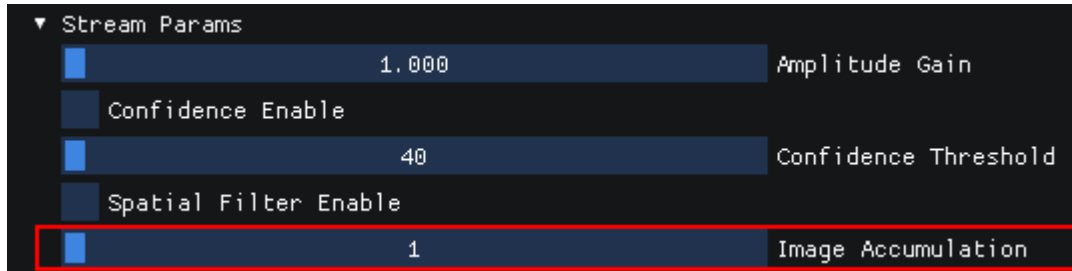 Stream Params
1.000 Amplitude Gain
Confidence Enable
40 Confidence Threshold
Spatial Filter Enable
1 Image Accumulation